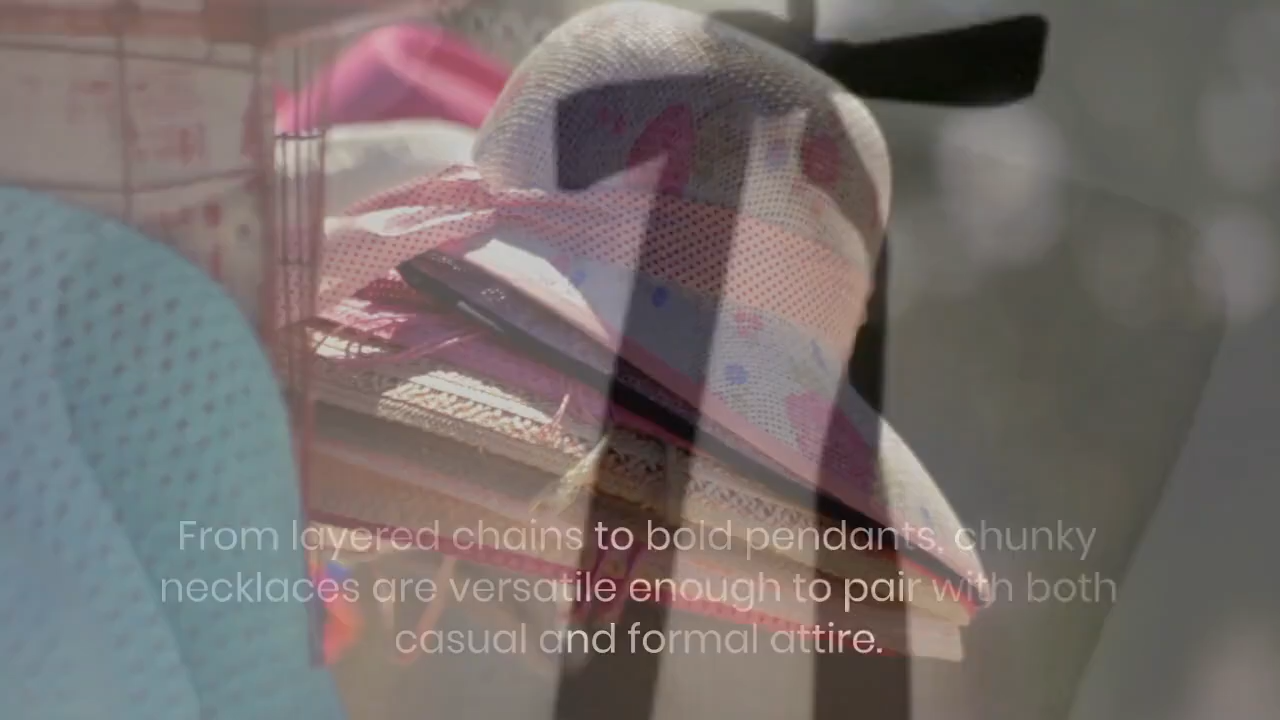 From layered chains to bold pendants, chunky
necklaces are versatile enough to pair with both
casual and formal attire.